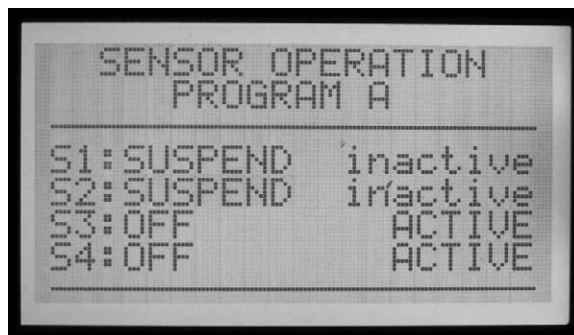 SENSOR OPERATION
PROGRAM A
S1:SUSPEND inactive
S2:SUSPEND inactive
S3:OFF ACTIVE
S4:OFF ACTIVE